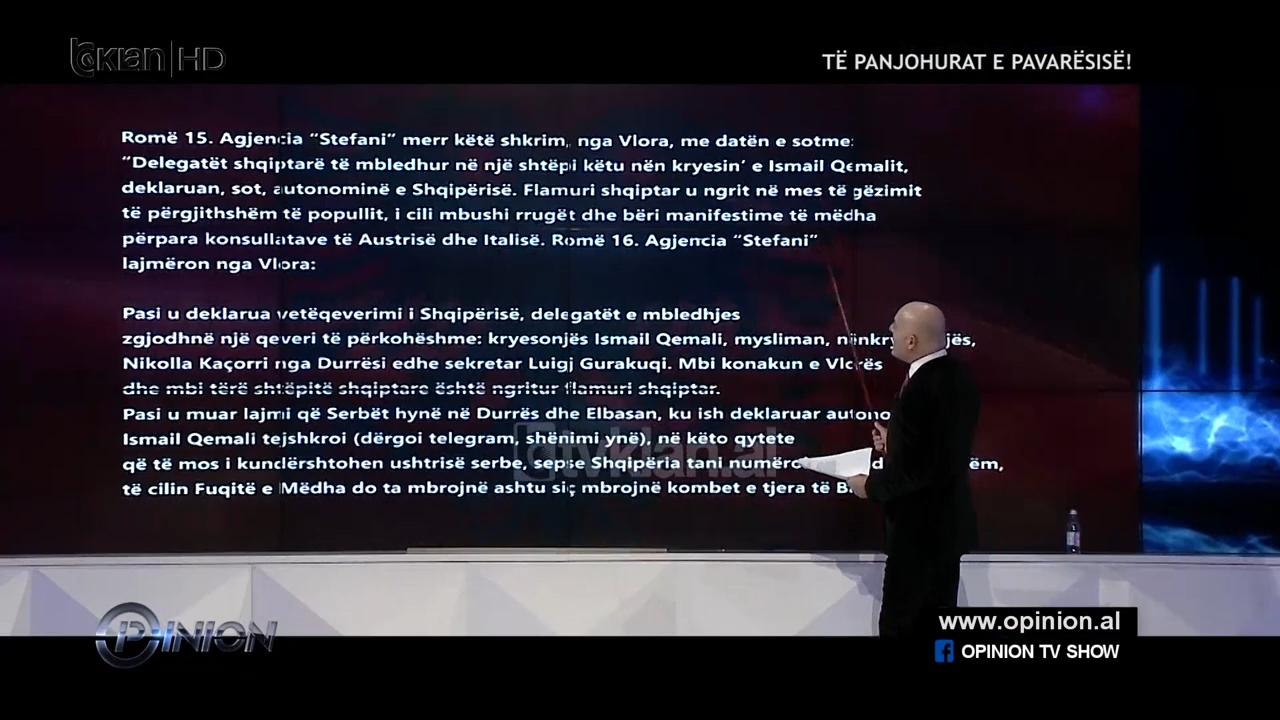 tvklan|HD
TË PANJOHURAT E PAVARËSISË!
Romë 15. Agjencia “Stefani” merr këtë shkrim, nga Vlora, me datën e sotme:
“Delegatët shqiptarë të mbledhur në një shtëpi këtu nën kryesin’ e Ismail Qemalit,
deklaruan, sot, autonominë e Shqipërisë. Flamuri shqiptar u ngrit në mes të gëzimit
të përgjithshëm të popullit, i cili mbushi rrugët dhe bëri manifestime të mëdha
përpara konsullatave të Austrisë dhe Italisë. Romë 16. Agjencia “Stefani”
lajmëron nga Vlora:
Pasi u deklarua vetëqeverimi i Shqipërisë, delegatët e mbledhjes
zgjodhnë një qeveri të përkohëshme: kryesonjës Ismail Qemali, mysliman,
Nikolla Kaçorri nga Durrësi edhe sekretar Luigj Gurakuqi. Mbi konakun e Vlorës
dhe mbi tërë shtëpitë shqiptare është ngritur flamuri shqiptar.
Pasi u muar lajmi që Serbët hynë në Durrës dhe Elbasan, ku ish deklaruar
Ismail Qemali tejshkroi (dërgoi telegram, shënimi ynë), në këto qytete
që të mos i kundërshtohen ushtrisë serbe, sepse Shqipëria tani
të cilin Fuqitë e Mëdha do ta mbrojnë ashtu siç mbrojnë kombet e tjera të
tvklan.al
OPINION
www.opinion.al
OPINION TV SHOW